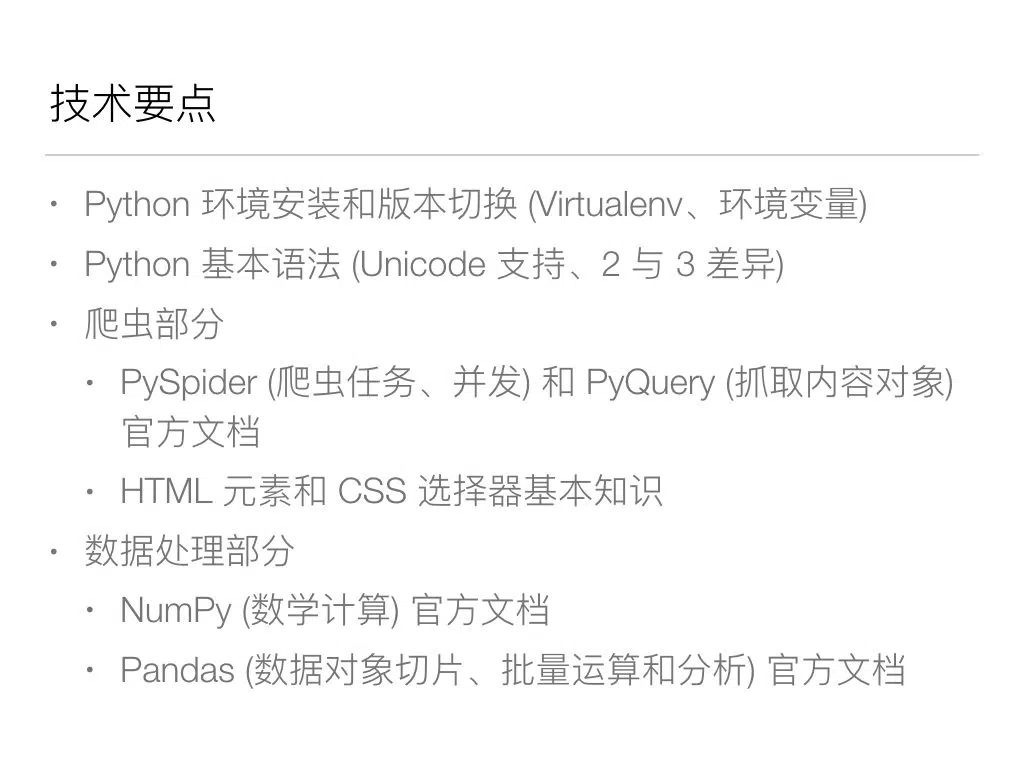 技术要点
• Python 环境安装和版本切换 (Virtualenv、环境变量)
• Python 基本语法 (Unicode 支持、2 与 3 差异)
• 爬虫部分
• PySpider (爬虫任务、并发) 和 PyQuery (抓取内容对象)
官方文档
• HTML 元素和 CSS 选择器基本知识
• 数据处理部分
• NumPy (数学计算) 官方文档
• Pandas (数据对象切片、批量运算和分析) 官方文档